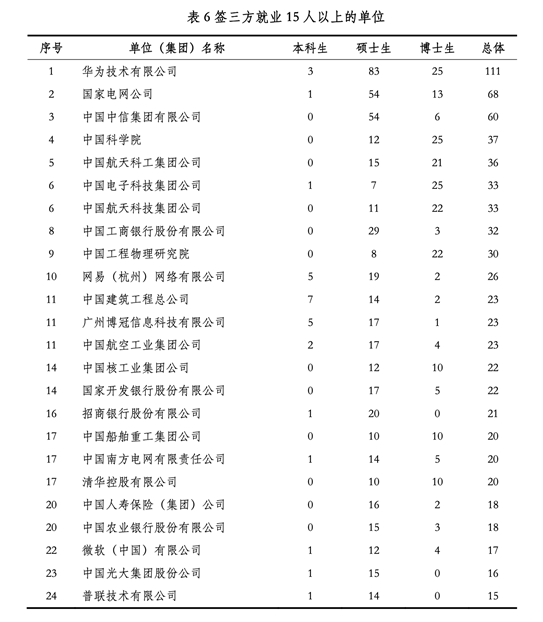 表 6 签三方就业 15 人以上的单位
序号 单位（集团）名称 本科生 硕士生 博士生 总体
1 华为技术有限公司 3 83 25 111
2 国家电网公司 1 54 13 68
3 中国中信集团有限公司 0 54 6 60
4 中国科学院 0 12 25 37
5 中国航天科工集团公司 0 15 21 36
6 中国电子科技集团公司 1 7 25 33
6 中国航天科技集团公司 0 11 22 33
8 中国工商银行股份有限公司 0 29 3 32
9 中国工程物理研究院 0 8 22 30
10 网易（杭州）网络有限公司 5 19 2 26
11 中国建筑工程总公司 7 14 2 23
11 广州博冠信息科技有限公司 5 17 1 23
11 中国航空工业集团公司 2 17 4 23
14 中国核工业集团公司 0 12 10 22
14 国家开发银行股份有限公司 0 17 5 22
16 招商银行股份有限公司 1 20 0 21
17 中国船舶重工集团公司 0 10 10 20
17 中国南方电网有限责任公司 1 14 5 20
17 清华控股有限公司 0 10 10 20
20 中国人寿保险（集团）公司 0 16 2 18
20 中国农业银行股份有限公司 0 15 3 18
22 微软（中国）有限公司 1 12 4 17
23 中国光大集团股份公司 1 15 0 16
24 普联技术有限公司 1 14 0 15